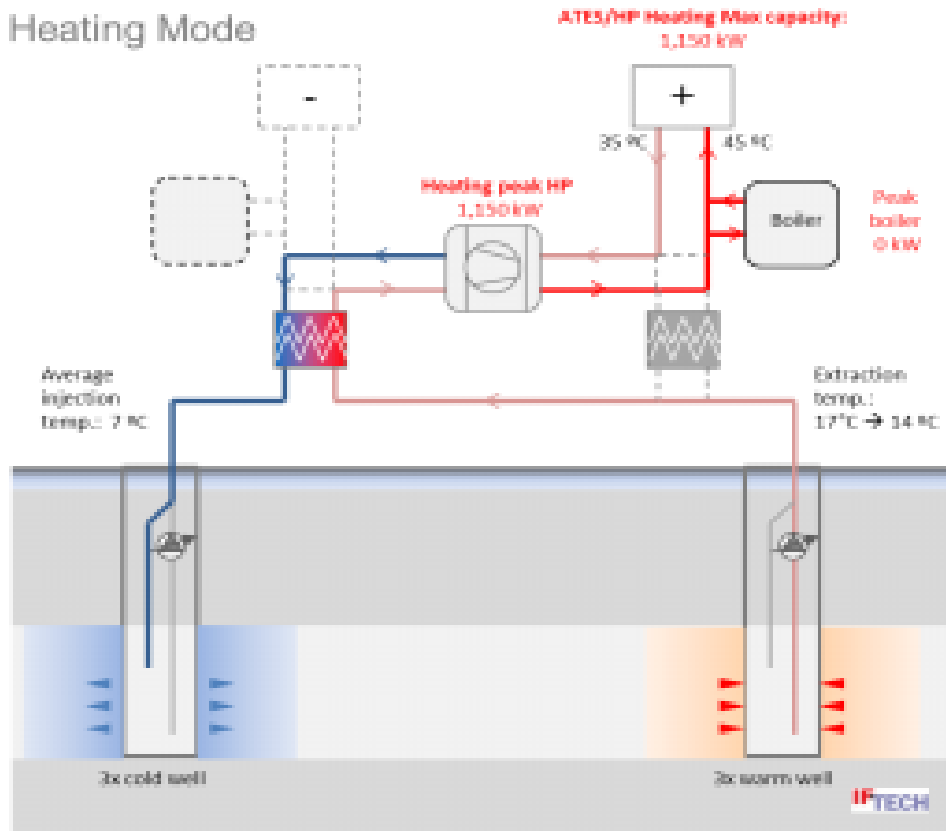 Heating Mode
ATES/HP Heating Max capacity:
1,150 kW
-
+
35 ºC
45 ºC
Heating peak HP
1,150 kW
Boiler
Peak
boiler
0 kW
Average
injection
temp.: 7 ºC
Extraction
temp.:
17°C → 14 ºC
3x cold well
3x warm well
IFTECH